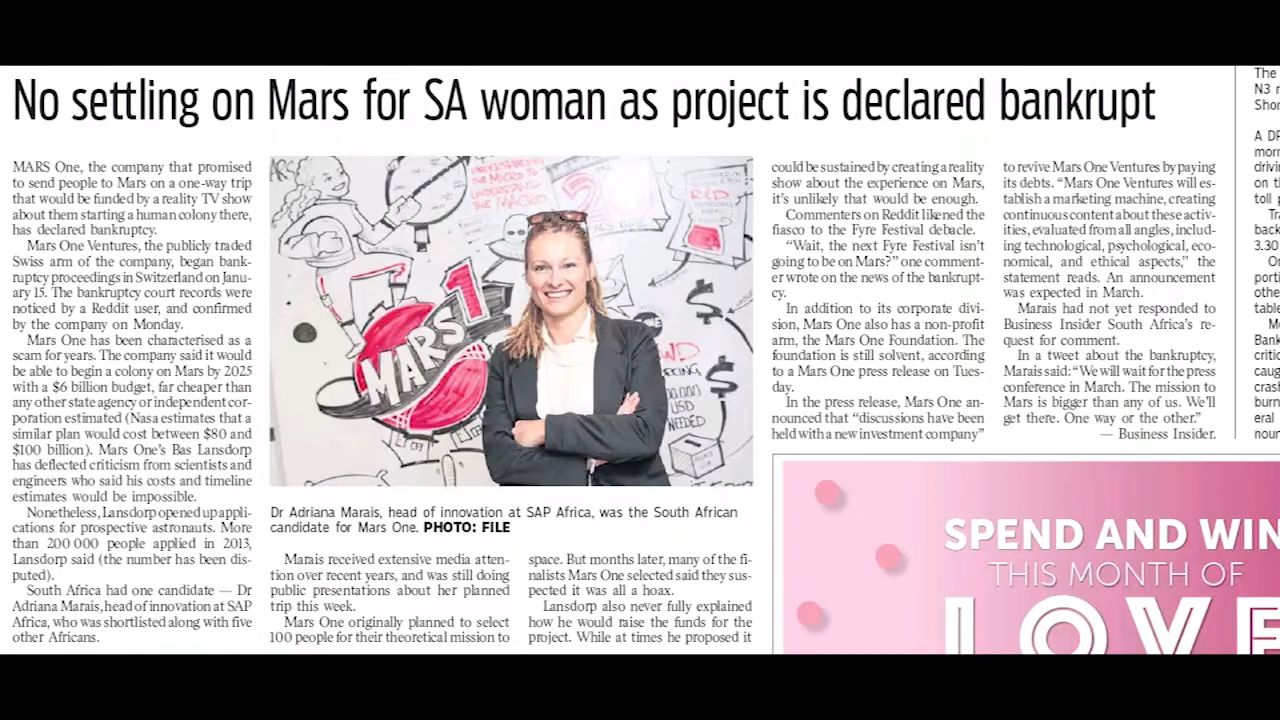 No settling on Mars for SA woman as project is declared bankrupt
MARS One, the company that promised
to send people to Mars on a one-way trip
that would be funded by a reality TV show
about them starting a human colony there,
has declared bankruptcy.
Mars One Ventures, the publicly traded
Swiss arm of the company, began bank-
ruptcy proceedings in Switzerland on Janu-
ary 15. The bankruptcy court records were
noticed by a Reddit user, and confirmed
by the company on Monday.
Mars One has been characterised as a
scam for years. The company said it would
be able to begin a colony on Mars by 2025
with a $6 billion budget, far cheaper than
any other state agency or independent cor-
poration estimated (Nasa estimates that a
similar plan would cost between $80 and
$100 billion). Mars One's Bas Lansdorp
has deflected criticism from scientists and
engineers who said his costs and timeline
estimates would be impossible.
Nonetheless, Lansdorp opened up appli-
cations for prospective astronauts. More
than 200 000 people applied in 2013,
Lansdorp said (the number has been dis-
puted).
South Africa had one candidate — Dr
Adriana Marais, head of innovation at SAP
Africa, who was shortlisted along with five
other Africans.
MARS 1
Dr Adriana Marais, head of innovation at SAP Africa, was the South African
candidate for Mars One. PHOTO: FILE
Marais received extensive media atten-
tion over recent years, and was still doing
public presentations about her planned
trip this week.
Mars One originally planned to select
100 people for their theoretical mission to
space. But months later, many of the fi-
nalists Mars One selected said they sus-
pected it was all a hoax.
Lansdorp also never fully explained
how he would raise the funds for the
project. While at times he proposed it
could be sustained by creating a reality
show about the experience on Mars,
it's unlikely that would be enough.
Commenters on Reddit likened the
fiasco to the Fyre Festival debacle.
“Wait, the next Fyre Festival isn't
going to be on Mars?” one comment-
er wrote on the news of the bankrupt-
cy.
In addition to its corporate divi-
sion, Mars One also has a non-profit
arm, the Mars One Foundation. The
foundation is still solvent, according
to a Mars One press release on Tues-
day.
In the press release, Mars One an-
nounced that “discussions have been
held with a new investment company”
to revive Mars One Ventures by paying
its debts. “Mars One Ventures will es-
tablish a marketing machine, creating
continuous content about these activ-
ities, evaluated from all angles, includ-
ing technological, psychological, eco-
nomical, and ethical aspects,” the
statement reads. An announcement
was expected in March.
Marais had not yet responded to
Business Insider South Africa's re-
quest for comment.
In a tweet about the bankruptcy,
Marais said: “We will wait for the press
conference in March. The mission to
Mars is bigger than any of us. We'll
get there. One way or the other.”
— Business Insider.
SPEND AND WIN
THIS MONTH OF
LOVE
The
N3